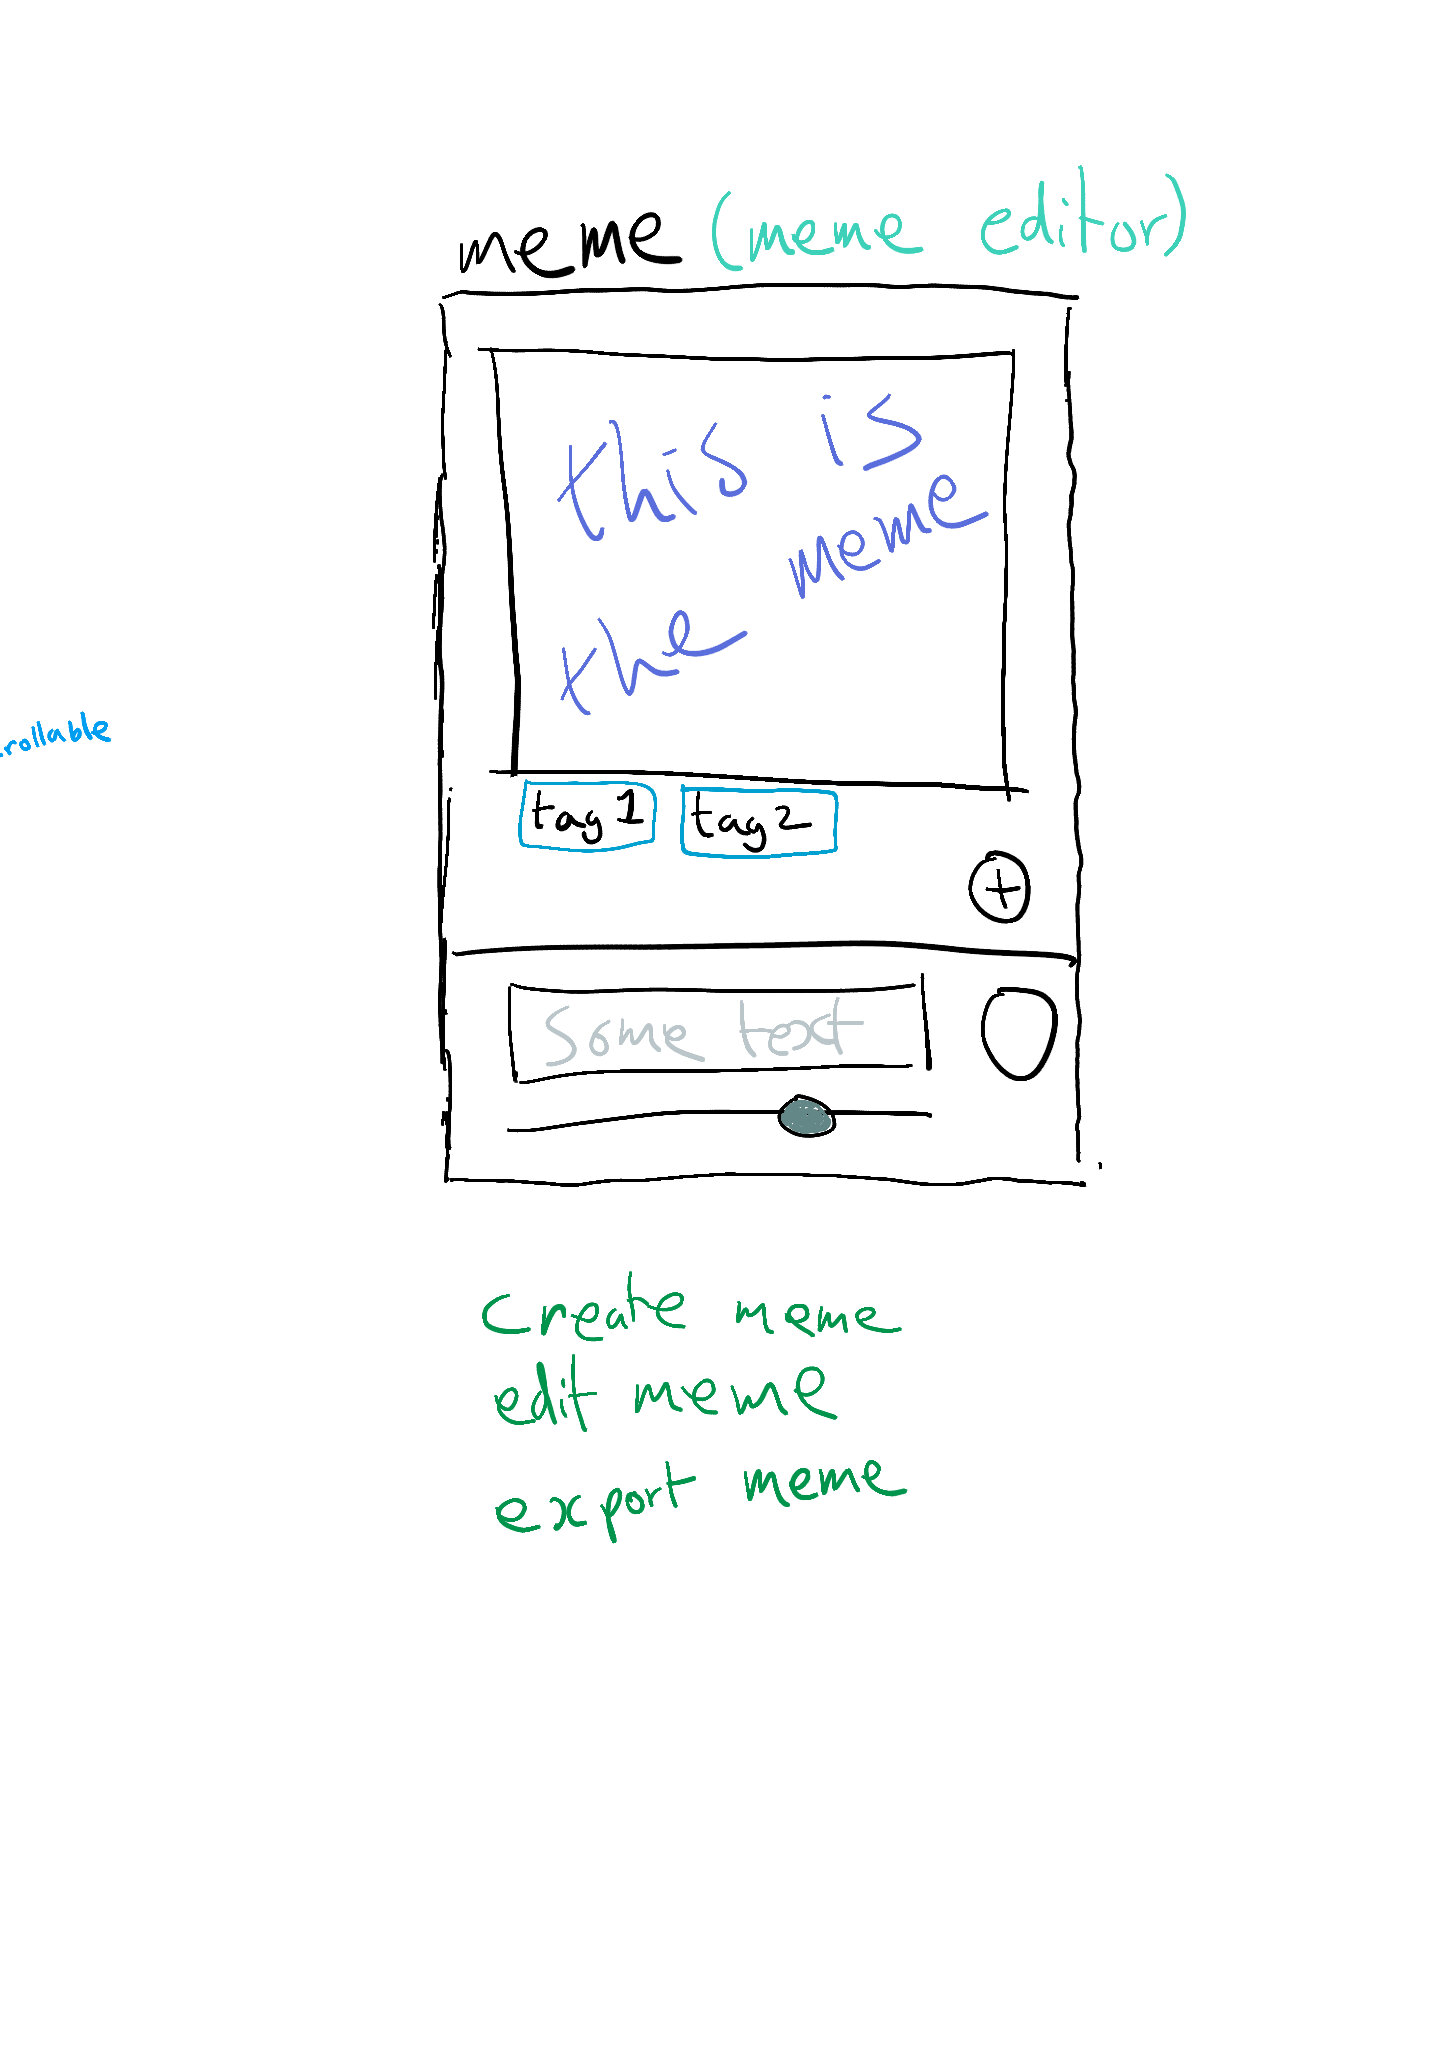 meme (meme editor)
this is
the meme
rollable
tag 1 tag 2
+
Some text
Create meme
edit meme
export meme